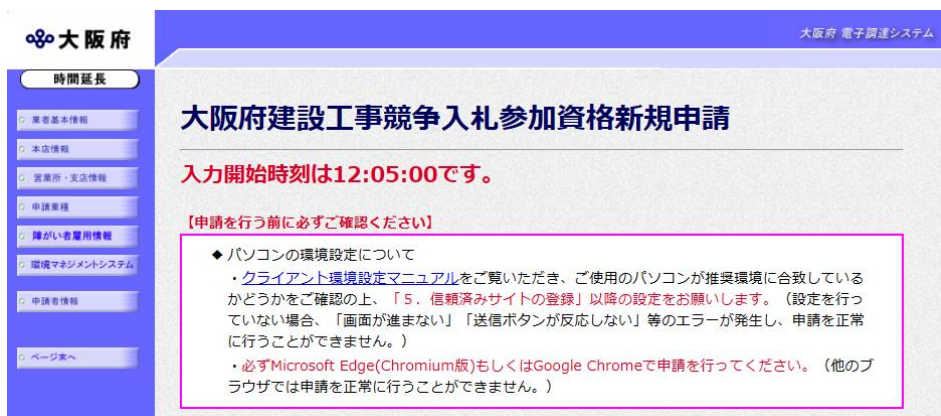 大阪府
大阪府 電子調達システム
時間延長
業者基本情報
本店情報
営業所・支店情報
申請業種
障がい者雇用情報
環境マネジメントシステム
申請者情報
ページ末へ
大阪府建設工事競争入札参加資格新規申請
入力開始時刻は12:05:00です。
【申請を行う前に必ずご確認ください】
◆ パソコンの環境設定について
・クライアント環境設定マニュアルをご覧いただき、ご使用のパソコンが推奨環境に合致している
かどうかをご確認の上、「5．信頼済みサイトの登録」以降の設定をお願いします。（設定を行っ
ていない場合、「画面が進まない」「送信ボタンが反応しない」等のエラーが発生し、申請を正常
に行うことができません。）
・必ずMicrosoft Edge(Chromium版)もしくはGoogle Chromeで申請を行ってください。（他のブ
ラウザでは申請を正常に行うことができません。）